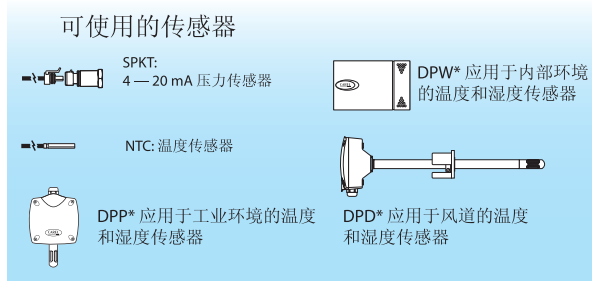 可使用的传感器
SPKT:
4 — 20 mA 压力传感器
DPW* 应用于内部环境
的温度和湿度传感器
NTC: 温度传感器
DPP* 应用于工业环境的温度
和湿度传感器
DPD* 应用于风道的温度
和湿度传感器